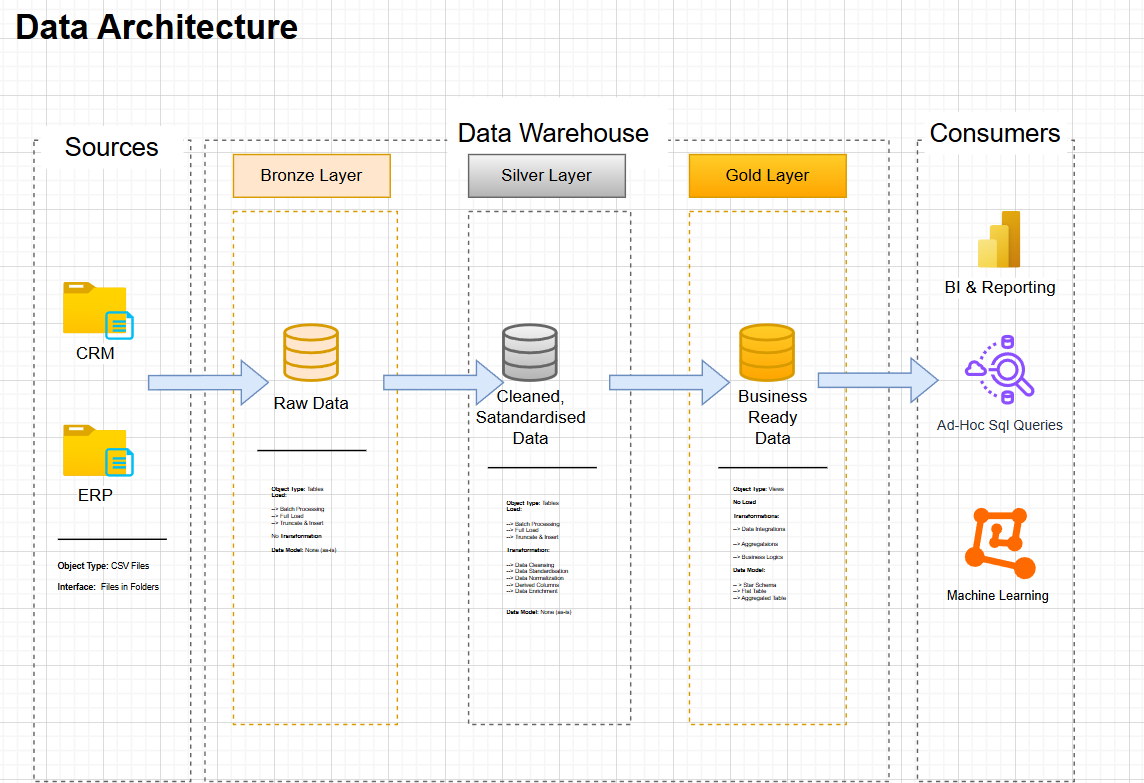 Data Architecture
Sources
CRM
ERP
Object Type: CSV Files
Interface: Files in Folders
Data Warehouse
Bronze Layer
Raw Data
Object Type: Tables
Load:
--> Batch Processing
--> Full Load
--> Truncate & Insert
No Transformation
Data Model: None (as-is)
Silver Layer
Cleaned,
Satandardised
Data
Object Type: Tables
Load:
--> Batch Processing
--> Full Load
--> Truncate & Insert
Transformation:
--> Data Cleansing
--> Data Standardisation
--> Data Normalization
--> Derived Columns
--> Data Enrichment
Data Model: None (as-is)
Gold Layer
Business
Ready
Data
Object Type: Views
No Load
Transformations:
--> Data Integrations
--> Aggregatsions
--> Business Logics
Data Model:
-- > Star Schema
--> Flat Table
--> Aggregated Table
Consumers
BI & Reporting
Ad-Hoc Sql Queries
Machine Learning